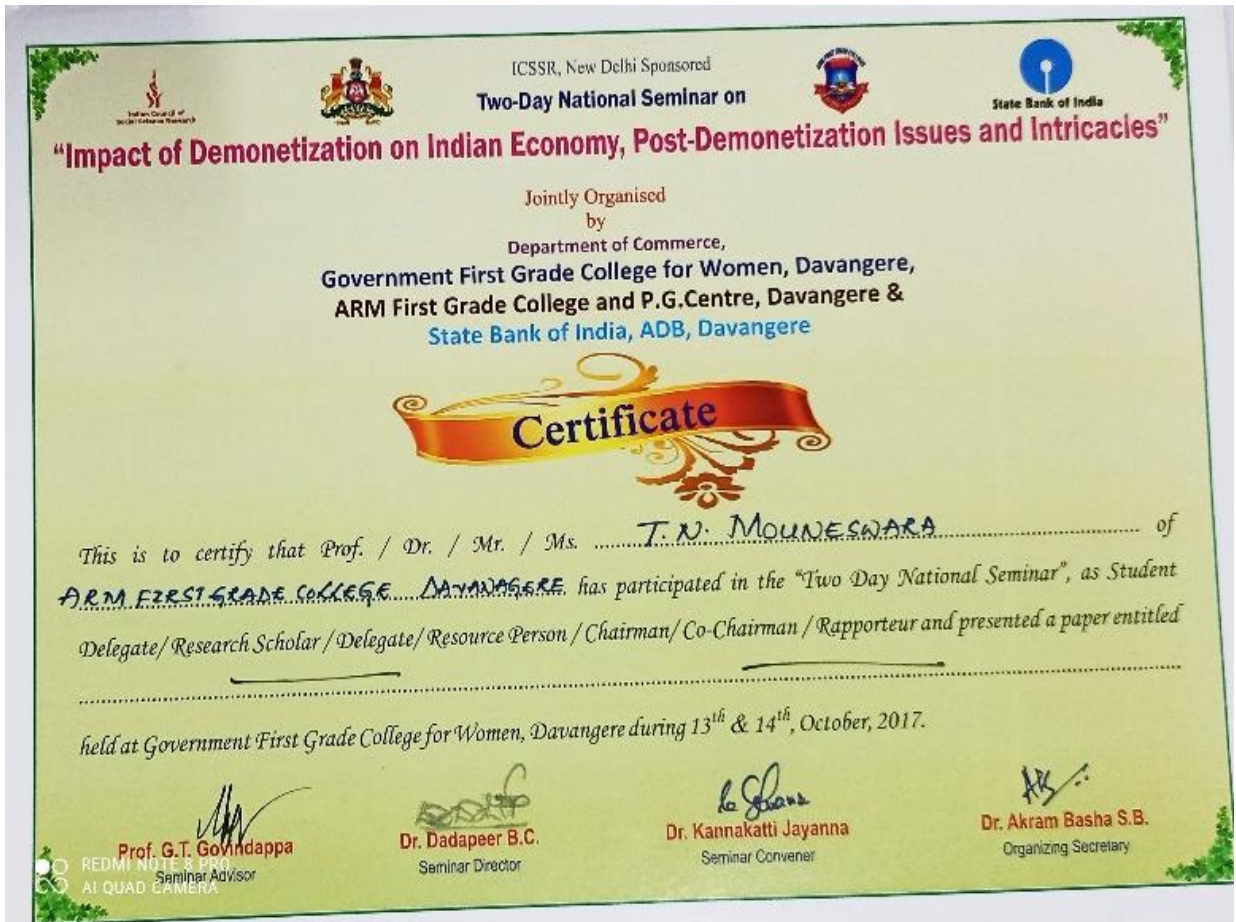 Indian Council of
Social Science Research
ICSSR, New Delhi Sponsored
Two-Day National Seminar on
State Bank of India
“Impact of Demonetization on Indian Economy, Post-Demonetization Issues and Intricacies”
Jointly Organised
by
Department of Commerce,
Government First Grade College for Women, Davangere,
ARM First Grade College and P.G.Centre, Davangere &
State Bank of India, ADB, Davangere
Certificate
This is to certify that Prof. / Dr. / Mr. / Ms. T. N. MOUNESWARA of
ARM FIRST GRADE COLLEGE DAVANAGERE has participated in the “Two Day National Seminar”, as Student
Delegate/ Research Scholar / Delegate/ Resource Person / Chairman/ Co-Chairman / Rapporteur and presented a paper entitled
held at Government First Grade College for Women, Davangere during 13th & 14th, October, 2017.
Prof. G.T. Govindappa
Seminar Advisor
Dr. Dadapeer B.C.
Seminar Director
Dr. Kannakatti Jayanna
Seminar Convener
Dr. Akram Basha S.B.
Organizing Secretary
REDMI NOTE 8 PRO
AI QUAD CAMERA